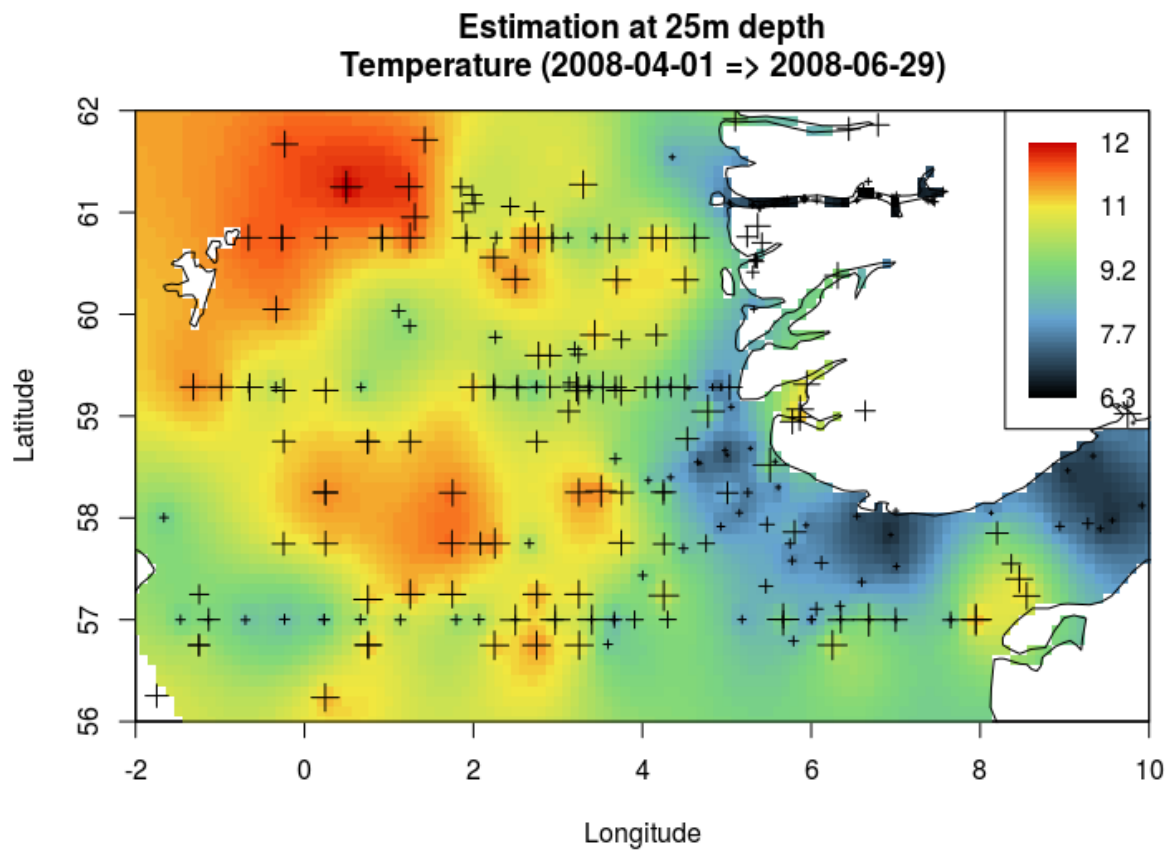 Estimation at 25m depth
Temperature (2008-04-01 => 2008-06-29)
Latitude
62
61
60
59
58
57
56
12
11
9.2
7.7
6.3
-2 0 2 4 6 8 10
Longitude